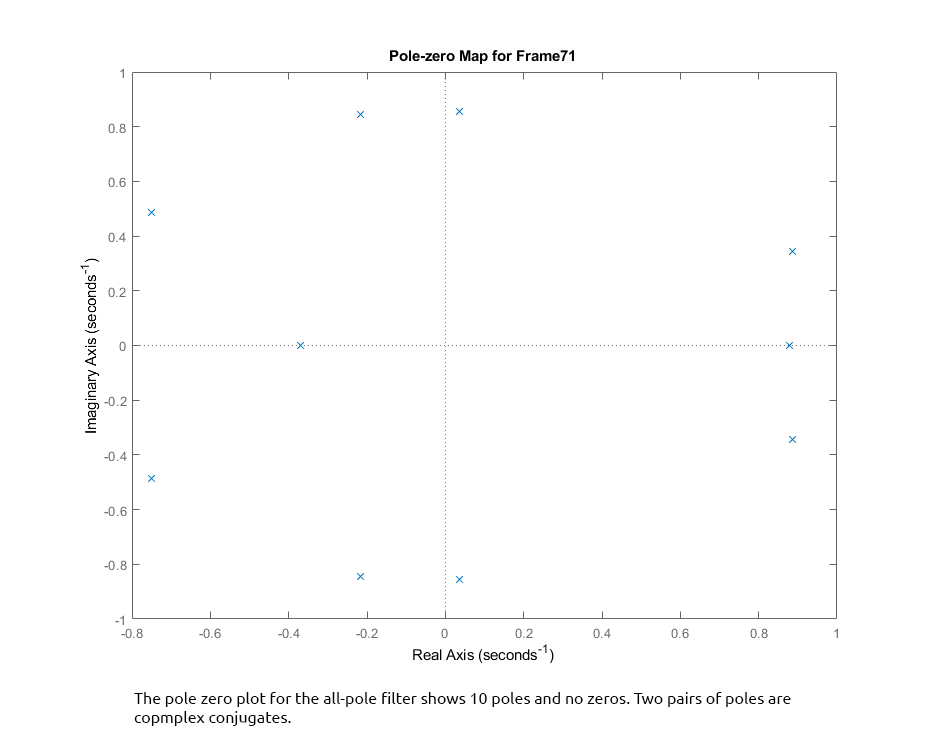 Pole-zero Map for Frame71
1
0.8
0.6
0.4
0.2
0
-0.2
-0.4
-0.6
-0.8
-1
Imaginary Axis (seconds-1)
-0.8 -0.6 -0.4 -0.2 0 0.2 0.4 0.6 0.8 1
Real Axis (seconds-1)
The pole zero plot for the all-pole filter shows 10 poles and no zeros. Two pairs of poles are
copmplex conjugates.